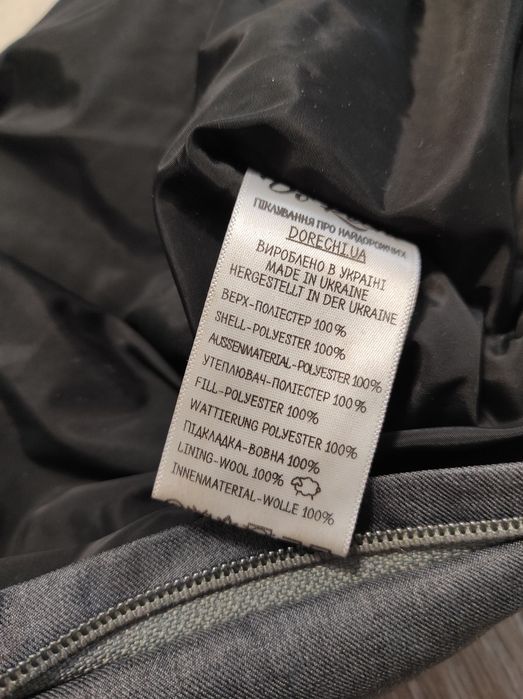 ПІКЛУВАННЯ ПРО НАЙДОРОЖЧИХ
DORECHI.UA
ВИРОБЛЕНО В УКРАЇНІ
MADE IN UKRAINE
HERGESTELLT IN DER UKRAINE
ВЕРХ-ПОЛІЕСТЕР 100%
SHELL-POLYESTER 100%
AUSSENMATERIAL-POLYESTER 100%
УТЕПЛЮВАЧ-ПОЛІЕСТЕР 100%
FILL-POLYESTER 100%
WATTIERUNG POLYESTER 100%
ПІДКЛАДКА-ВОВНА 100%
LINING-WOOL 100%
INNENMATERIAL-WOLLE 100%